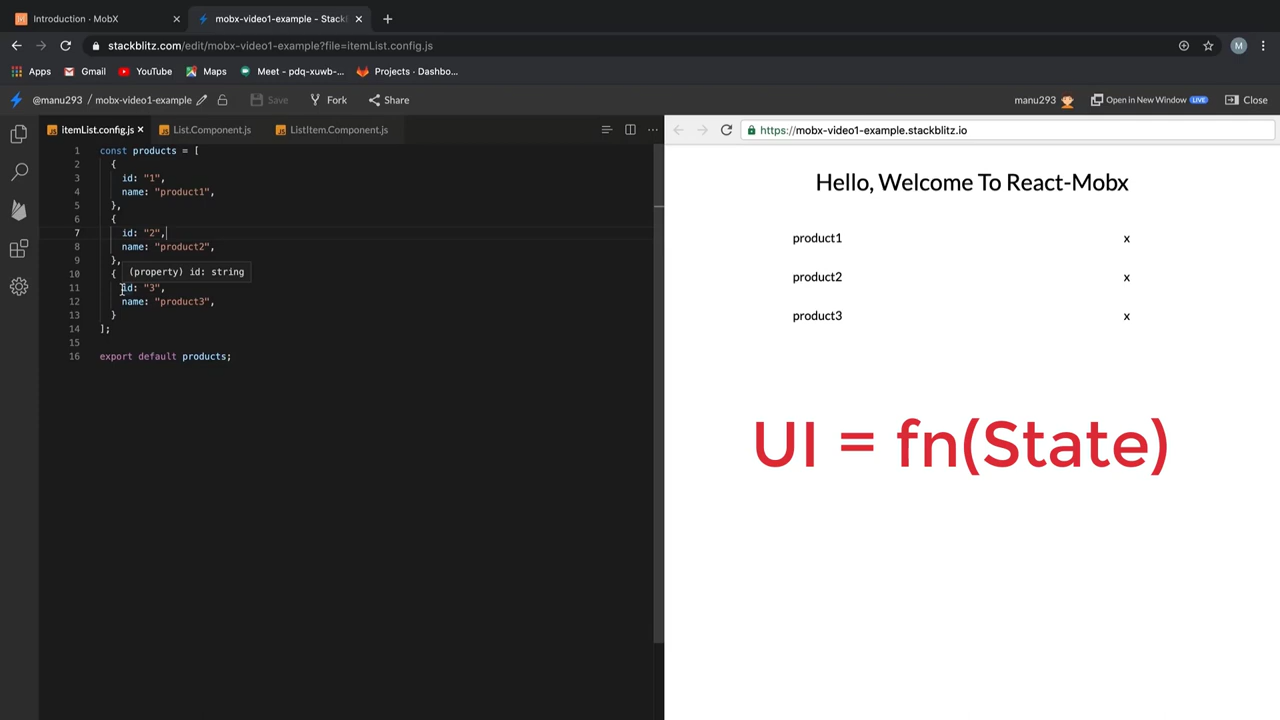 Introduction · MobX
mobx-video1-example - StackBlitz
stackblitz.com/edit/mobx-video1-example?file=itemList.config.js
M
Apps
Gmail
YouTube
Maps
Meet - pdq-xuwb-...
Projects · Dashbo...
@manu293 / mobx-video1-example
Save
Fork
Share
manu293
Open in New Window LIVE
Close
itemList.config.js
List.Component.js
ListItem.Component.js
https://mobx-video1-example.stackblitz.io
1 const products = [
2 {
3 id: "1",
4 name: "product1",
5 },
6 {
7 id: "2",
8 name: "product2",
9 },
(property) id: string
10 {
11 id: "3",
12 name: "product3",
13 }
14 ];
15
16 export default products;
Hello, Welcome To React-Mobx
product1 x
product2 x
product3 x
UI = fn(State)